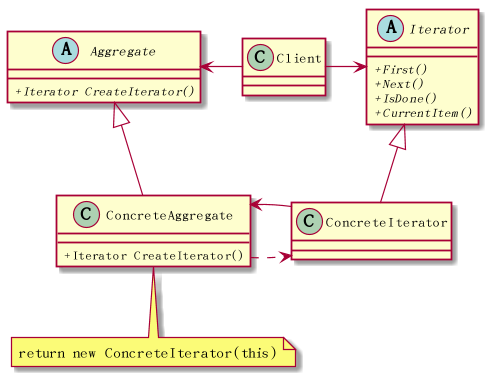 A Aggregate
+Iterator CreateIterator()
C Client
A Iterator
+First()
+Next()
+IsDone()
+CurrentItem()
C ConcreteAggregate
+Iterator CreateIterator()
C ConcreteIterator
return new ConcreteIterator(this)